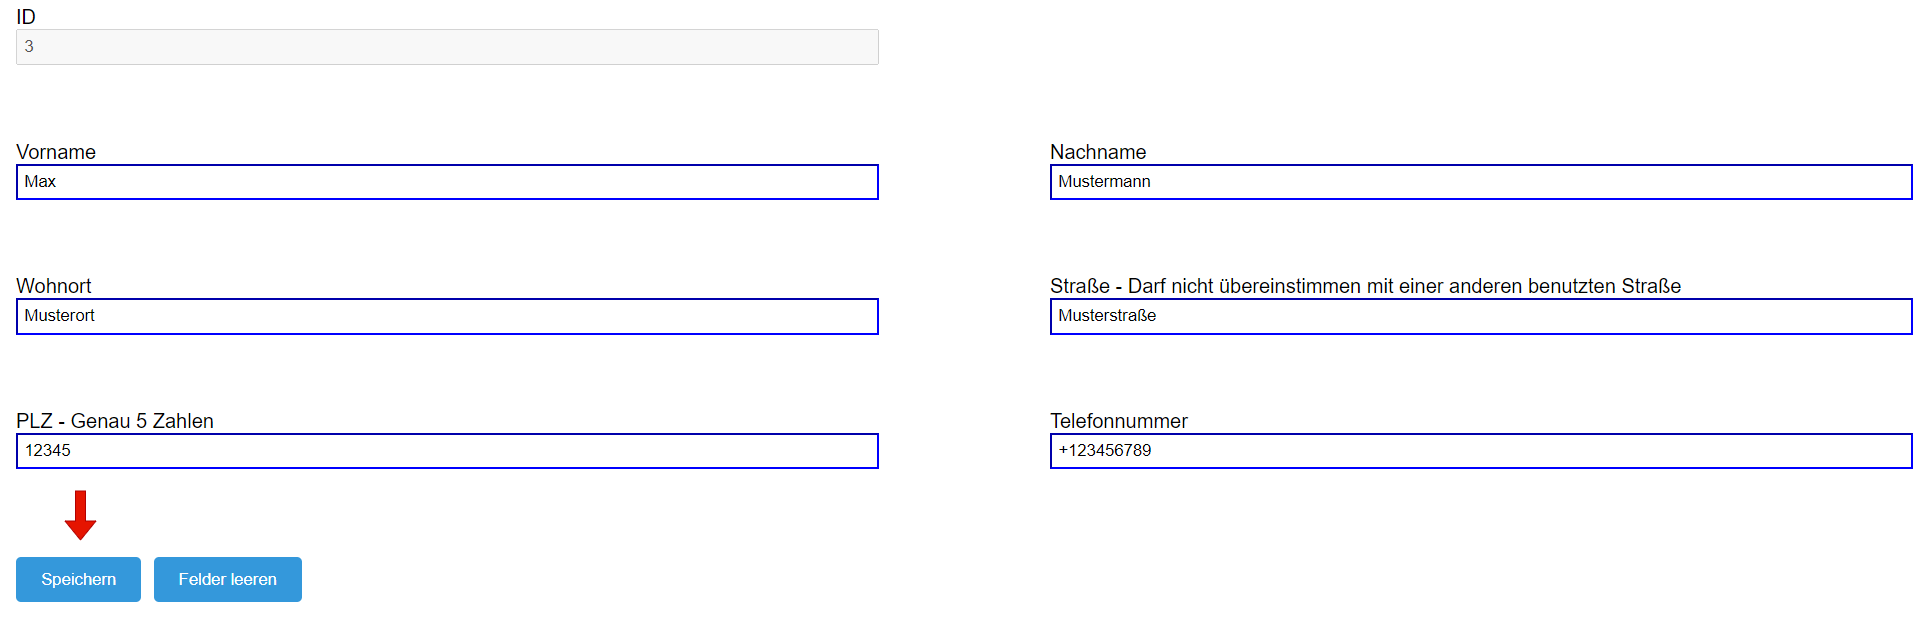 ID
3
Vorname
Max
Nachname
Mustermann
Wohnort
Musterort
Straße - Darf nicht übereinstimmen mit einer anderen benutzten Straße
Musterstraße
PLZ - Genau 5 Zahlen
12345
Telefonnummer
+123456789
Speichern
Felder leeren